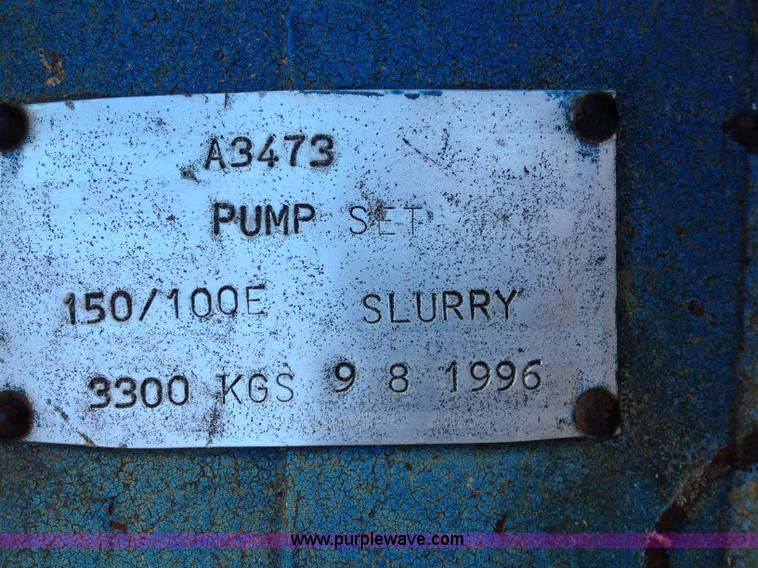 A3473
PUMP SET
150/100E SLURRY
3300 KGS 9 8 1996
www.purplewave.com